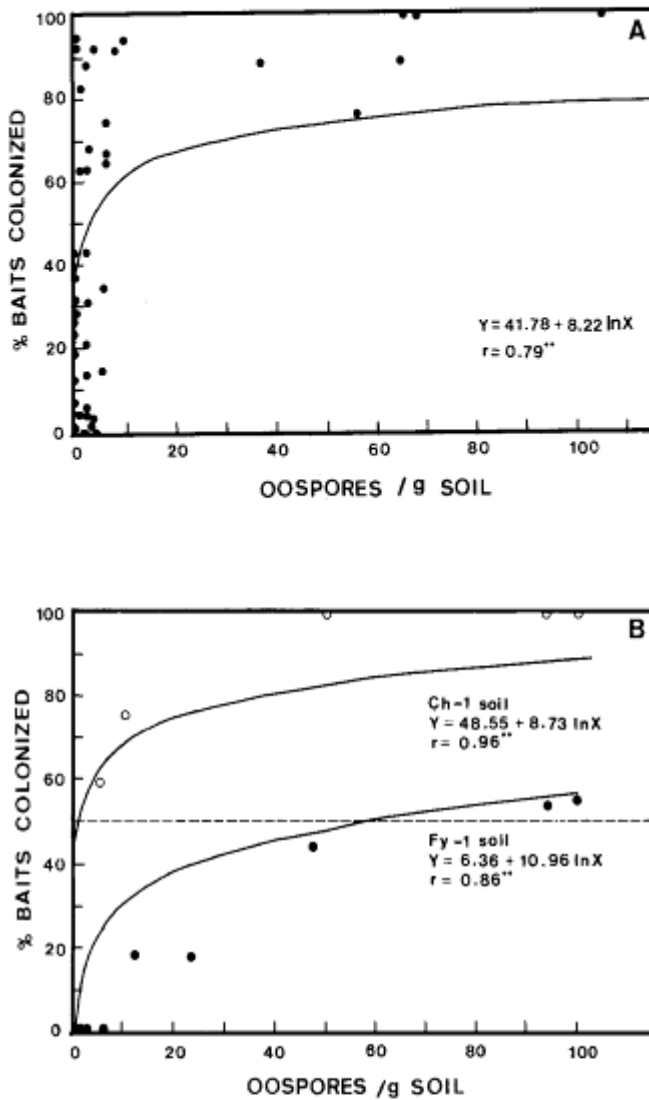 A
100
80
60
40
20
0
% BAITS COLONIZED
Y=41.78+8.22 lnX
r=0.79**
0 20 40 60 80 100
OOSPORES /g SOIL
B
100
80
60
40
20
0
% BAITS COLONIZED
Ch-1 soil
Y=48.55+8.73 lnX
r=0.96**
Fy-1 soil
Y=6.36+10.96 lnX
r=0.86**
0 20 40 60 80 100
OOSPORES /g SOIL